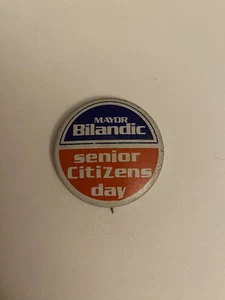 MAYOR
Bilandic
senior
CitiZens
day